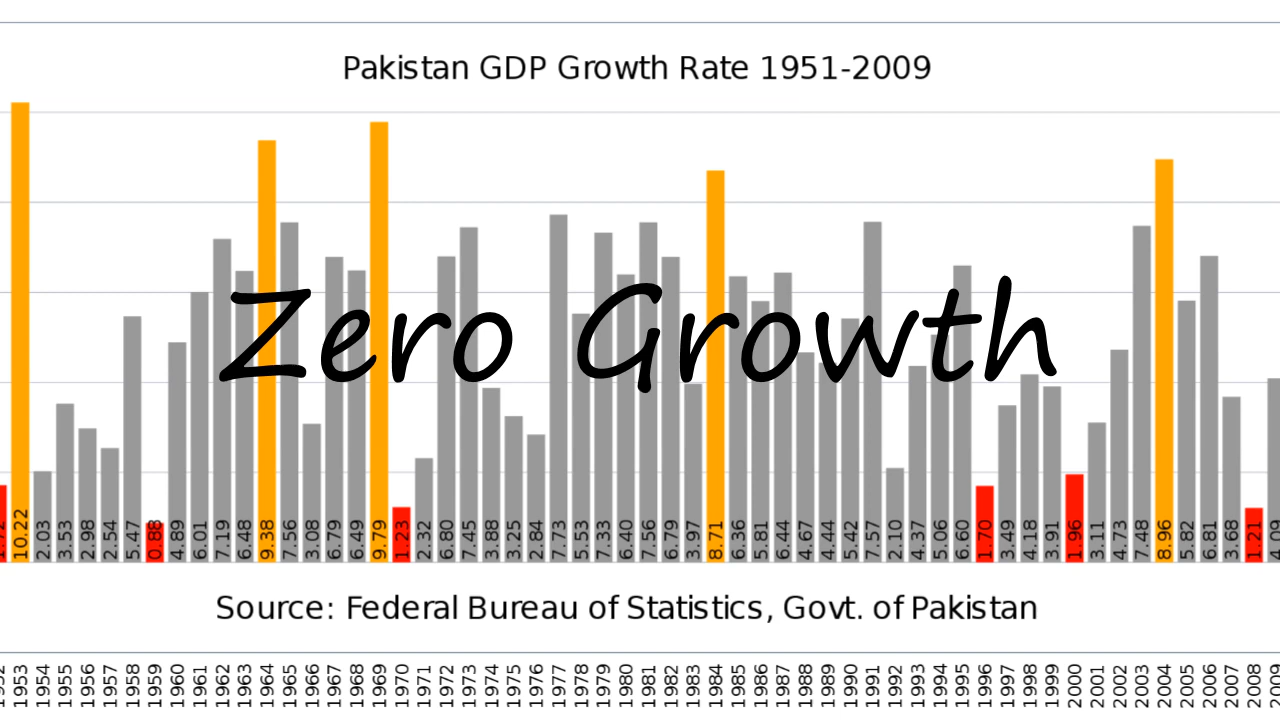 Pakistan GDP Growth Rate 1951-2009
Zero Growth
10.22 2.03 3.53 2.98 2.54 5.47 0.88 4.89 6.01 7.19 6.48 9.38 7.56 3.08 6.79 6.49 9.79 1.23 2.32 6.80 7.45 3.88 3.25 2.84 7.73 5.53 7.33 6.40 7.56 6.79 3.97 8.71 6.36 5.81 6.44 4.67 4.44 5.42 7.57 2.10 4.37 5.06 6.60 1.70 3.49 4.18 3.91 1.96 3.11 4.73 7.48 8.96 5.82 6.81 3.68 1.21 4.09
Source: Federal Bureau of Statistics, Govt. of Pakistan
1953 1954 1955 1956 1957 1958 1959 1960 1961 1962 1963 1964 1965 1966 1967 1968 1969 1970 1971 1972 1973 1974 1975 1976 1977 1978 1979 1980 1981 1982 1983 1984 1985 1986 1987 1988 1989 1990 1991 1992 1993 1994 1995 1996 1997 1998 1999 2000 2001 2002 2003 2004 2005 2006 2007 2008 2009